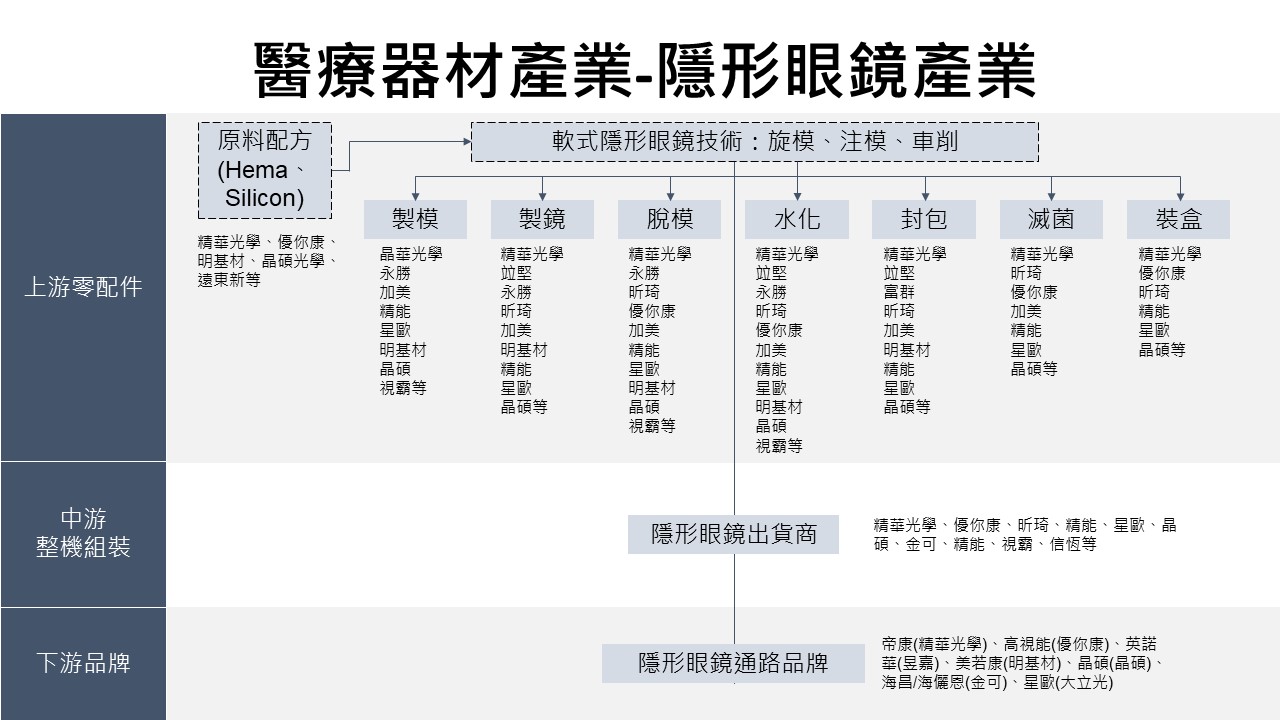 醫療器材產業-隱形眼鏡產業
上游零配件
原料配方
(Hema、
Silicon)
精華光學、優你康、
明基材、晶碩光學、
遠東新等
軟式隱形眼鏡技術：旋模、注模、車削
製模
晶華光學
永勝
加美
精能
星歐
明基材
晶碩
視霸等
製鏡
精華光學
竝堅
永勝
昕琦
加美
明基材
精能
星歐
晶碩等
脫模
精華光學
永勝
昕琦
優你康
加美
精能
星歐
明基材
晶碩
視霸等
水化
精華光學
竝堅
永勝
昕琦
優你康
加美
精能
星歐
明基材
晶碩
視霸等
封包
精華光學
竝堅
富群
昕琦
加美
明基材
精能
星歐
晶碩等
滅菌
精華光學
昕琦
優你康
加美
精能
星歐
晶碩等
裝盒
精華光學
優你康
昕琦
精能
星歐
晶碩等
中游
整機組裝
隱形眼鏡出貨商
精華光學、優你康、昕琦、精能、星歐、晶
碩、金可、精能、視霸、信恆等
下游品牌
隱形眼鏡通路品牌
帝康(精華光學)、高視能(優你康)、英諾
華(昱嘉)、美若康(明基材)、晶碩(晶碩)、
海昌/海儷恩(金可)、星歐(大立光)